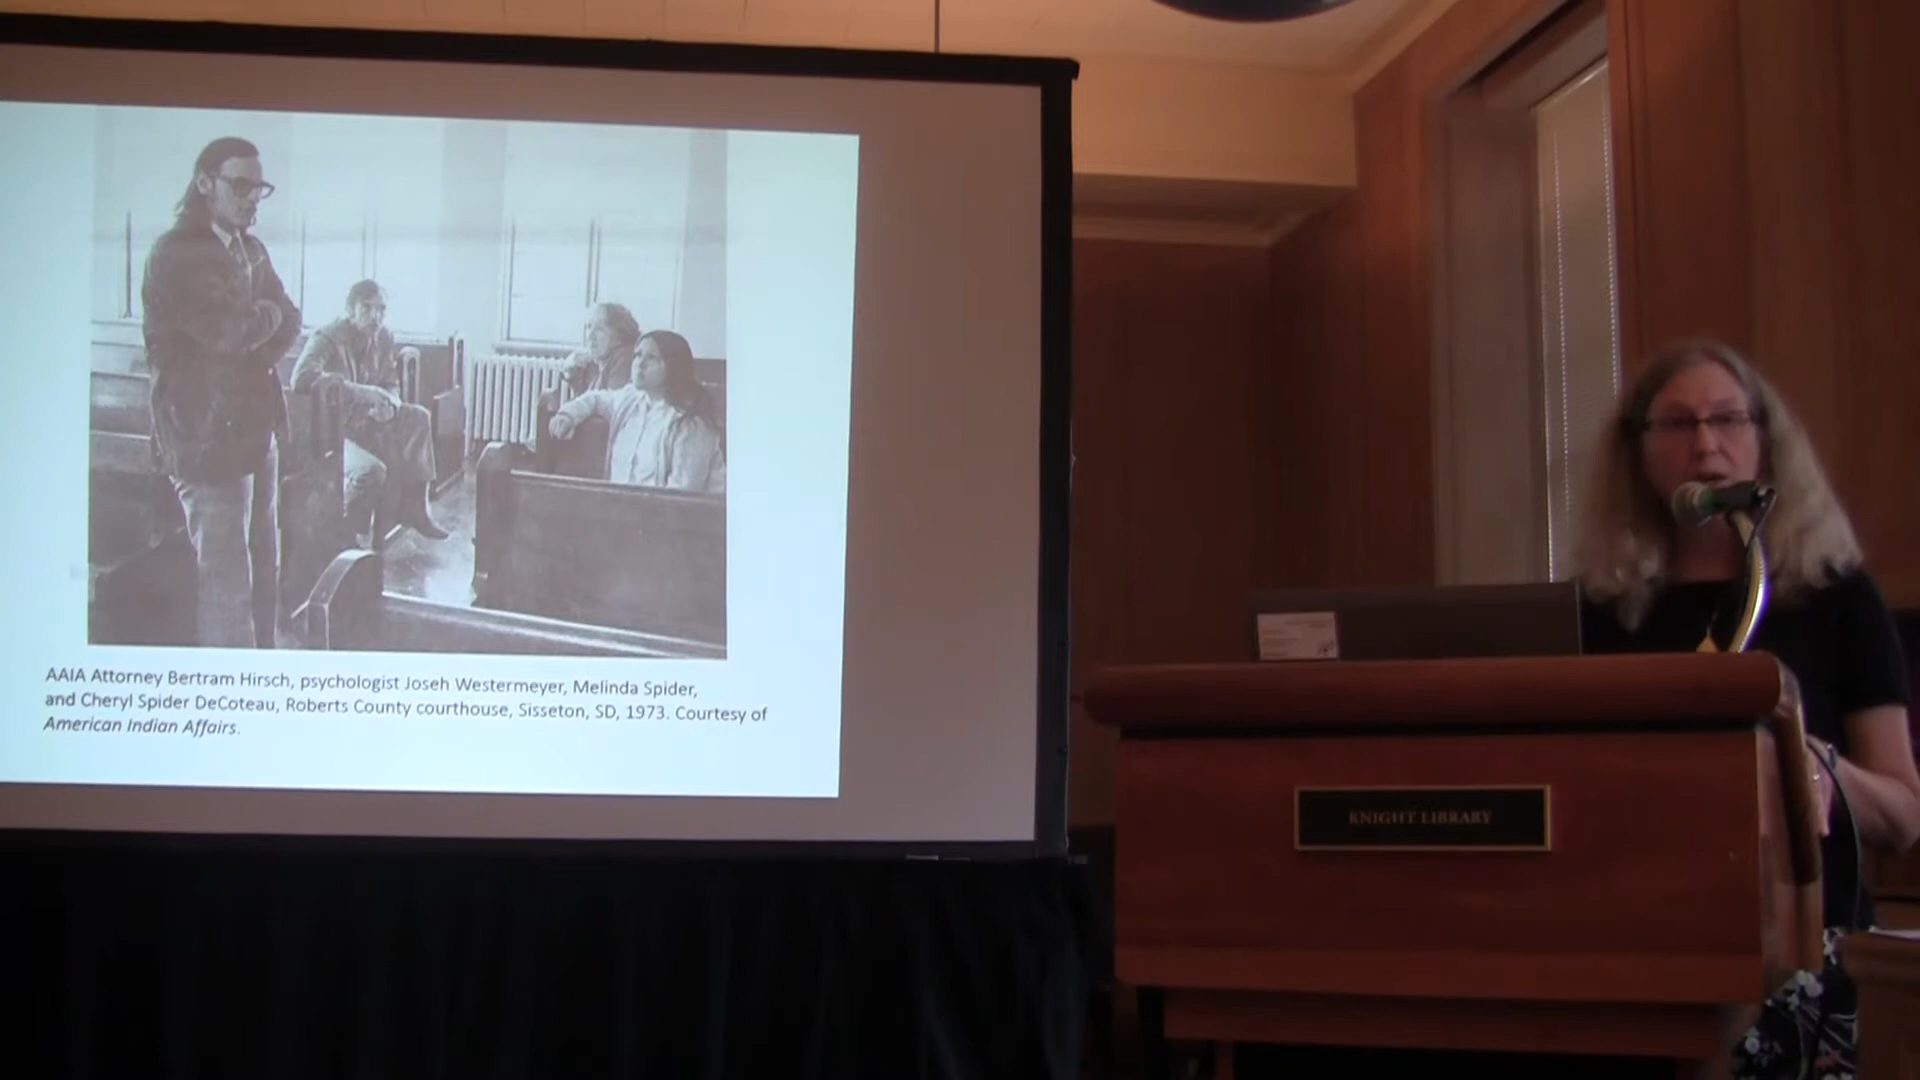 AAIA Attorney Bertram Hirsch, psychologist Joseh Westermeyer, Melinda Spider,
and Cheryl Spider DeCoteau, Roberts County courthouse, Sisseton, SD, 1973. Courtesy of
American Indian Affairs.
KNIGHT LIBRARY